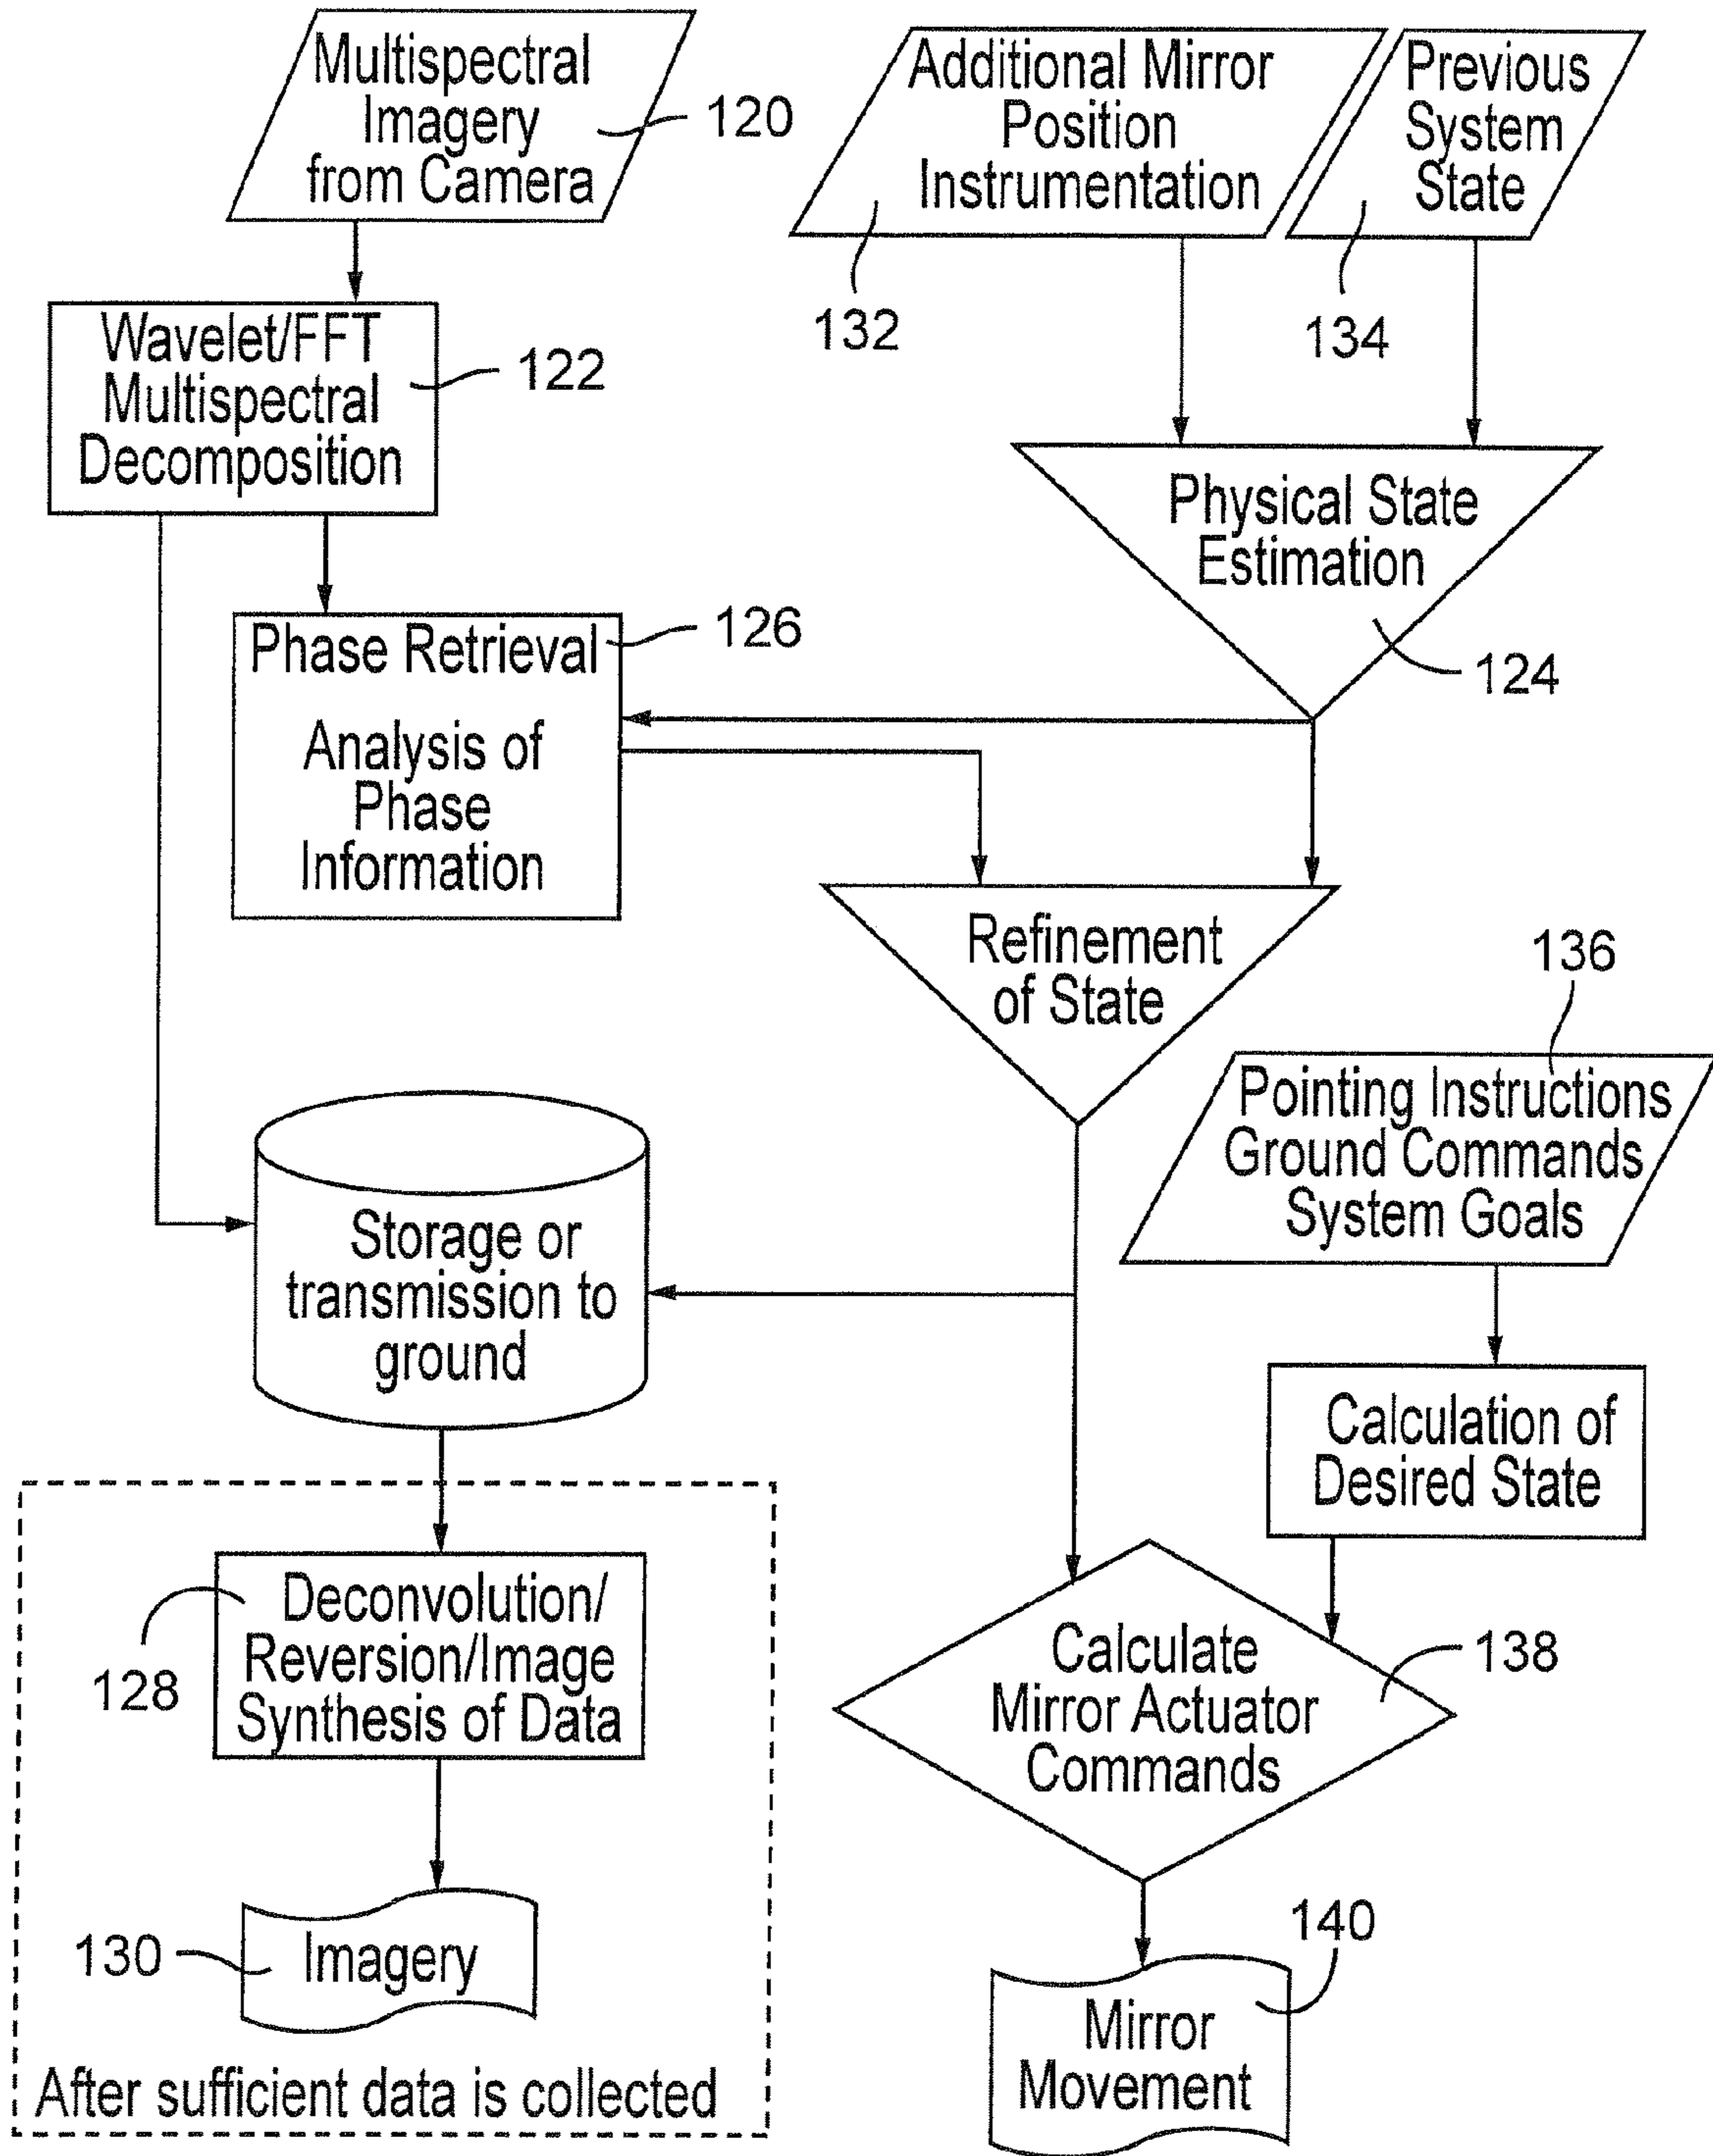 Multispectral
Imagery
from Camera
120
Additional Mirror
Position
Instrumentation
132
Previous
System
State
134
Wavelet/FFT
Multispectral
Decomposition
122
Physical State
Estimation
124
Phase Retrieval
Analysis of
Phase
Information
126
Refinement
of State
136
Pointing Instructions
Ground Commands
System Goals
Storage or
transmission to
ground
Calculation of
Desired State
Deconvolution/
Reversion/Image
Synthesis of Data
128
Calculate
Mirror Actuator
Commands
138
130
Imagery
140
Mirror
Movement
After sufficient data is collected